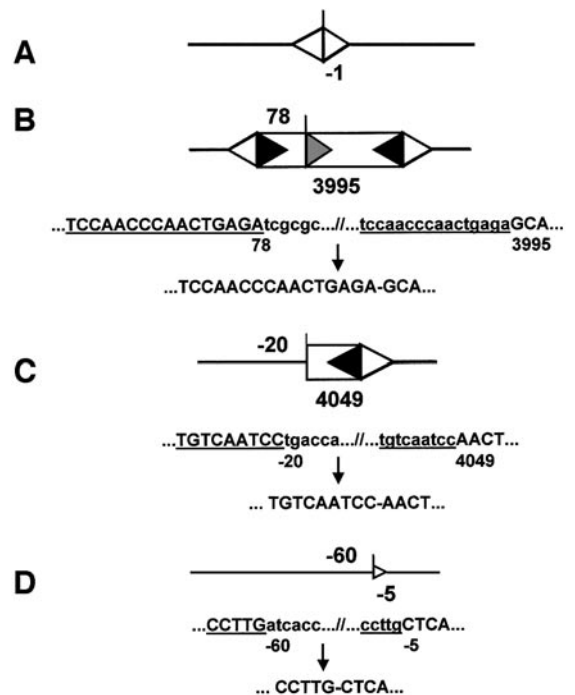 A
-1
B
78
3995
...TCCAACCCAACTGAGAtcgcgc...//...tccaacccaactgagaGCA...
78 3995
...TCCAACCCAACTGAGA-GCA...
-20
C
4049
...TGTCAATCCtgacca...//...tgtcaatccAACT...
-20 4049
... TGTCAATCC-AACT...
-60
D
-5
...CCTTGatcacc...//...ccttgCTCA...
-60 -5
... CCTTG-CTCA...